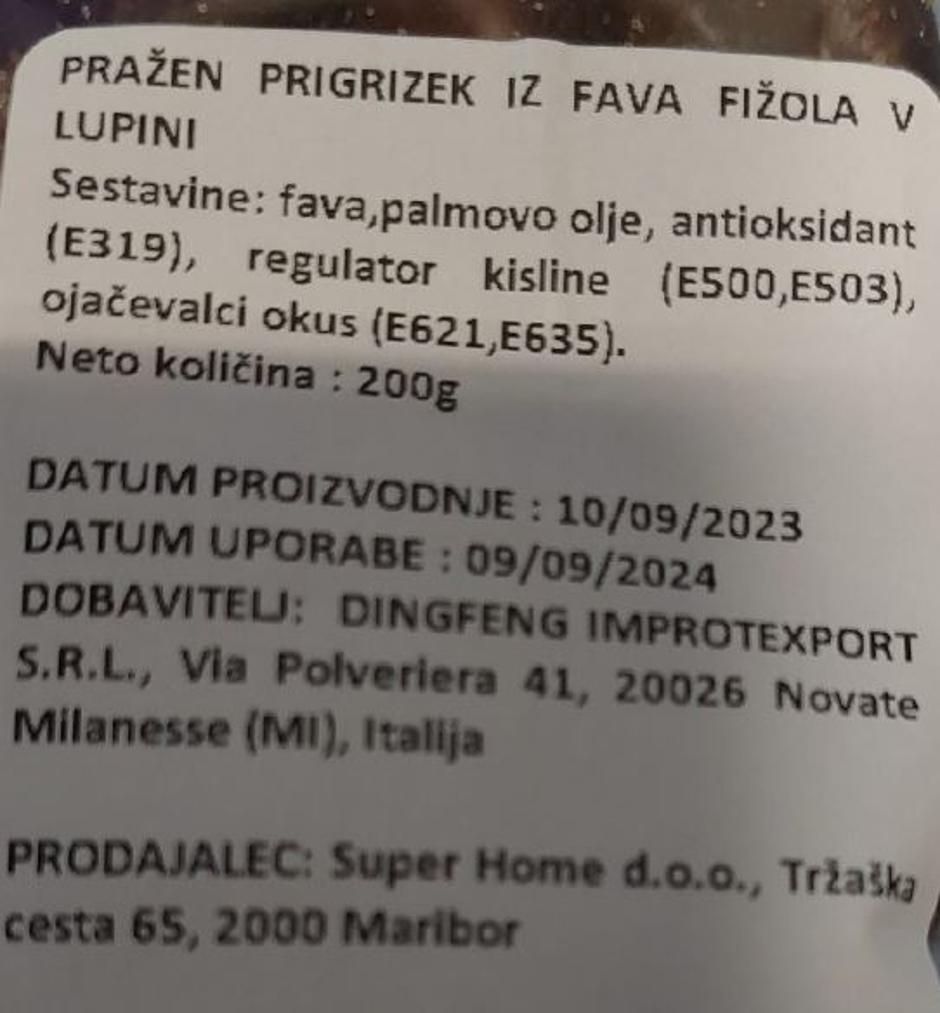 PRAŽEN PRIGRIZEK IZ FAVA FIŽOLA V
LUPINI
Sestavine: fava,palmovo olje, antioksidant
(E319), regulator kisline (E500,E503),
ojačevalci okus (E621,E635).
Neto količina : 200g
DATUM PROIZVODNJE : 10/09/2023
DATUM UPORABE : 09/09/2024
DOBAVITELJ: DINGFENG IMPROTEXPORT
S.R.L., Via Polveriera 41, 20026 Novate
Milanesse (MI), Italija
PRODAJALEC: Super Home d.o.o., Tržaška
cesta 65, 2000 Maribor